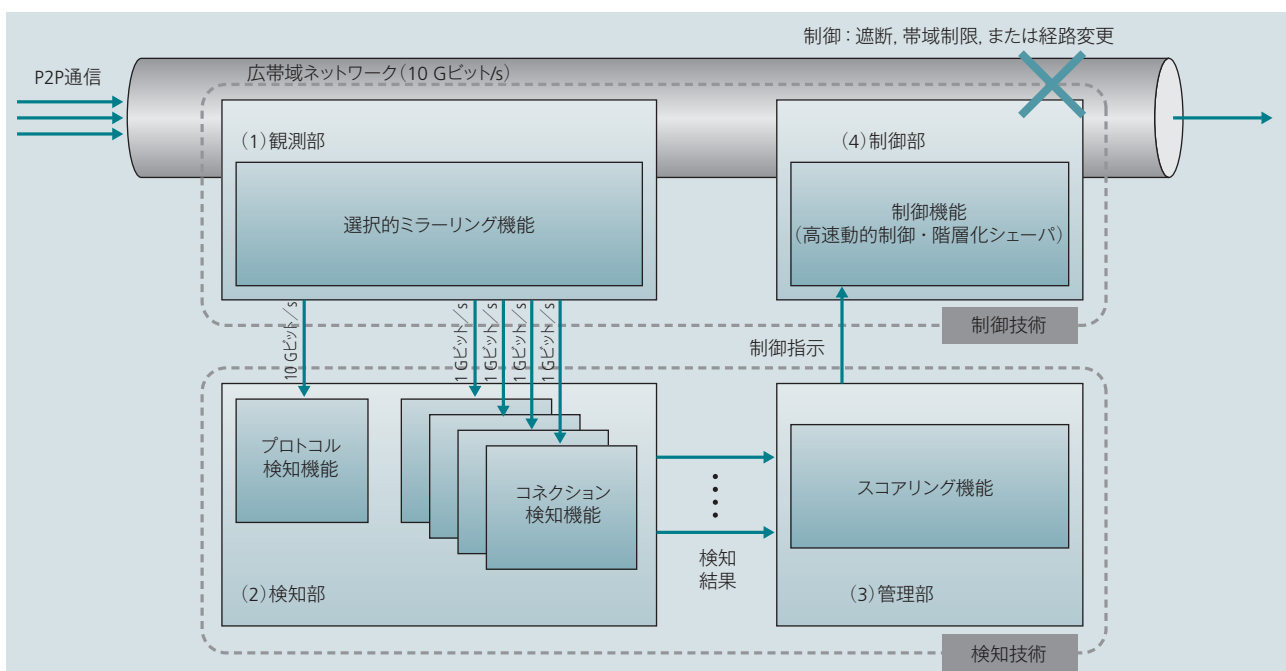 制御：遮断，帯域制限，または経路変更
P2P通信
広帯域ネットワーク（10 Gビット/s）
（1）観測部
選択的ミラーリング機能
（4）制御部
制御機能
（高速動的制御・階層化シェーパ）
制御技術
10 Gビット/s
1 Gビット/s
1 Gビット/s
1 Gビット/s
1 Gビット/s
制御指示
プロトコル
検知機能
コネクション
検知機能
（2）検知部
検知
結果
スコアリング機能
（3）管理部
検知技術